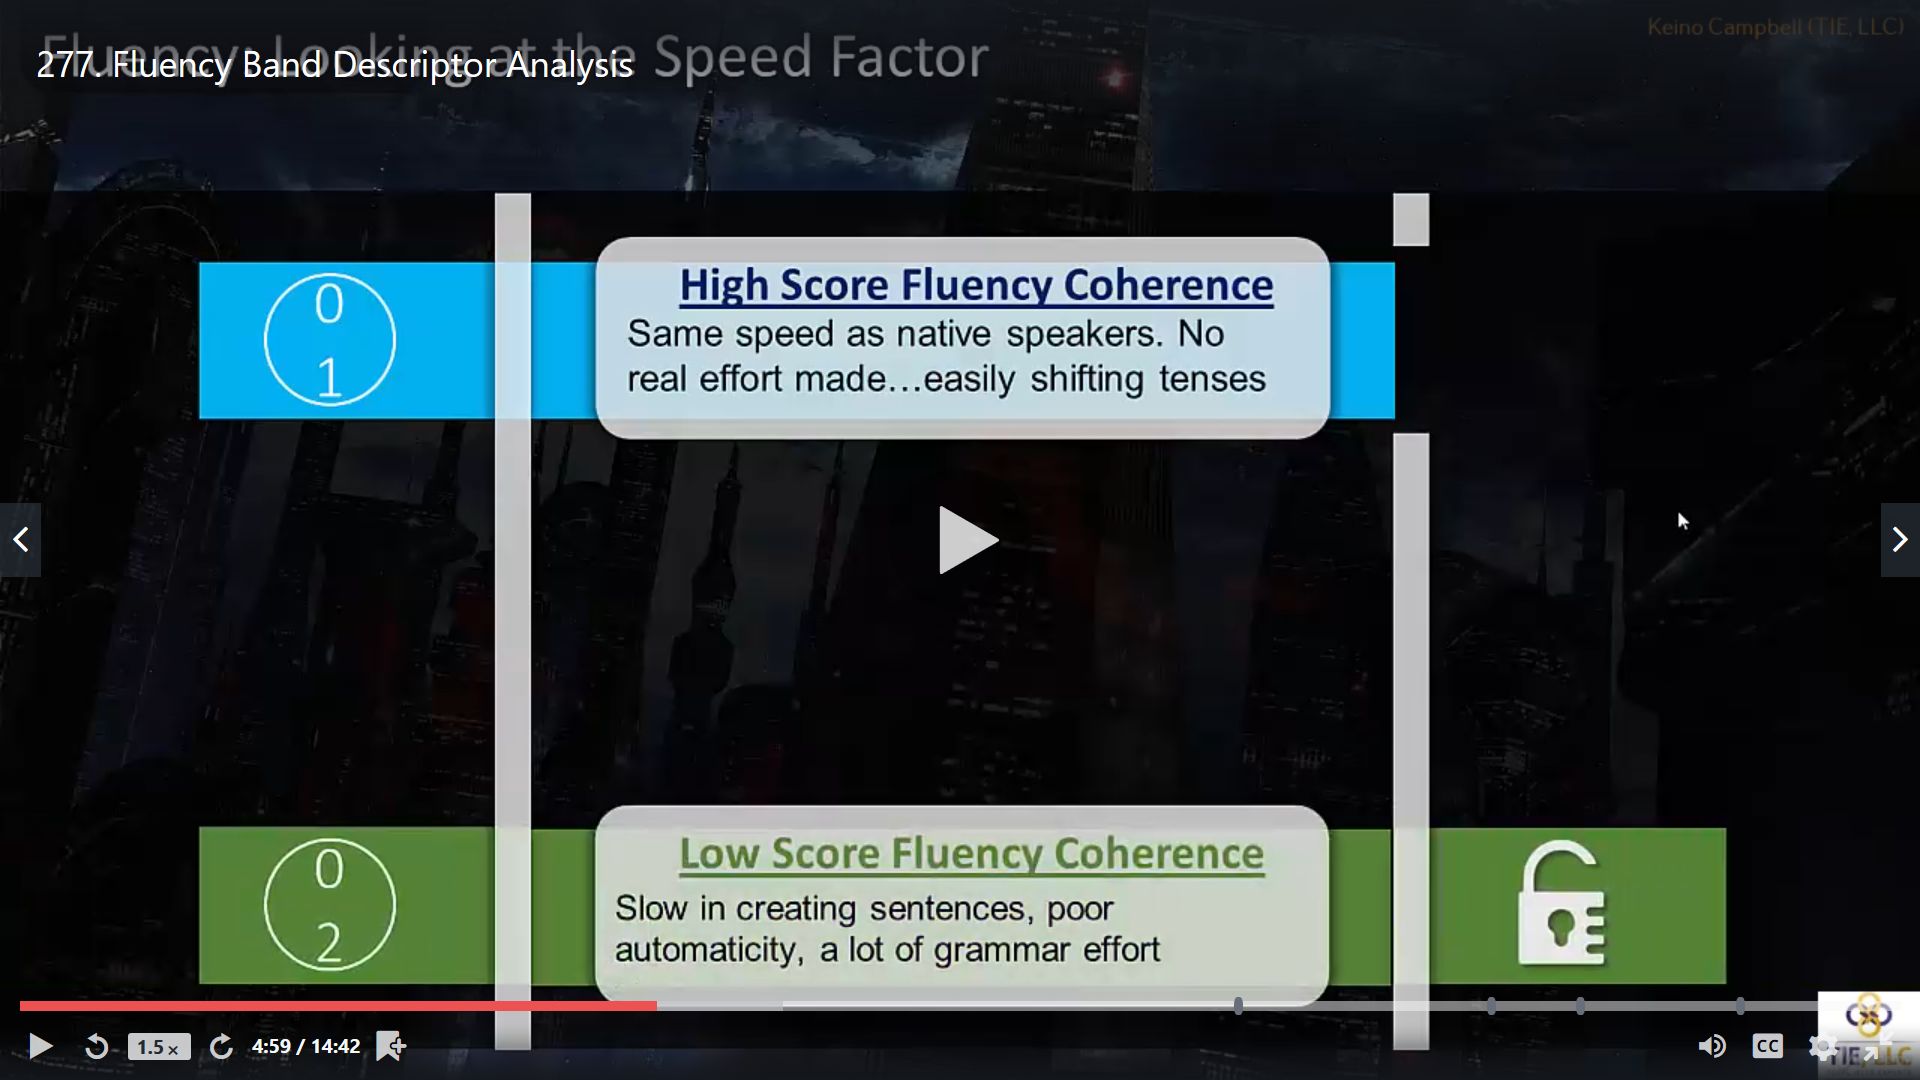 Keino Campbell (TIE, LLC)
Fluency: Looking at the Speed Factor
277. Fluency Band Descriptor Analysis
0
1
High Score Fluency Coherence
Same speed as native speakers. No
real effort made...easily shifting tenses
0
2
Low Score Fluency Coherence
Slow in creating sentences, poor
automaticity, a lot of grammar effort
1.5 x
4:59 / 14:42
CC
TIE, LLC